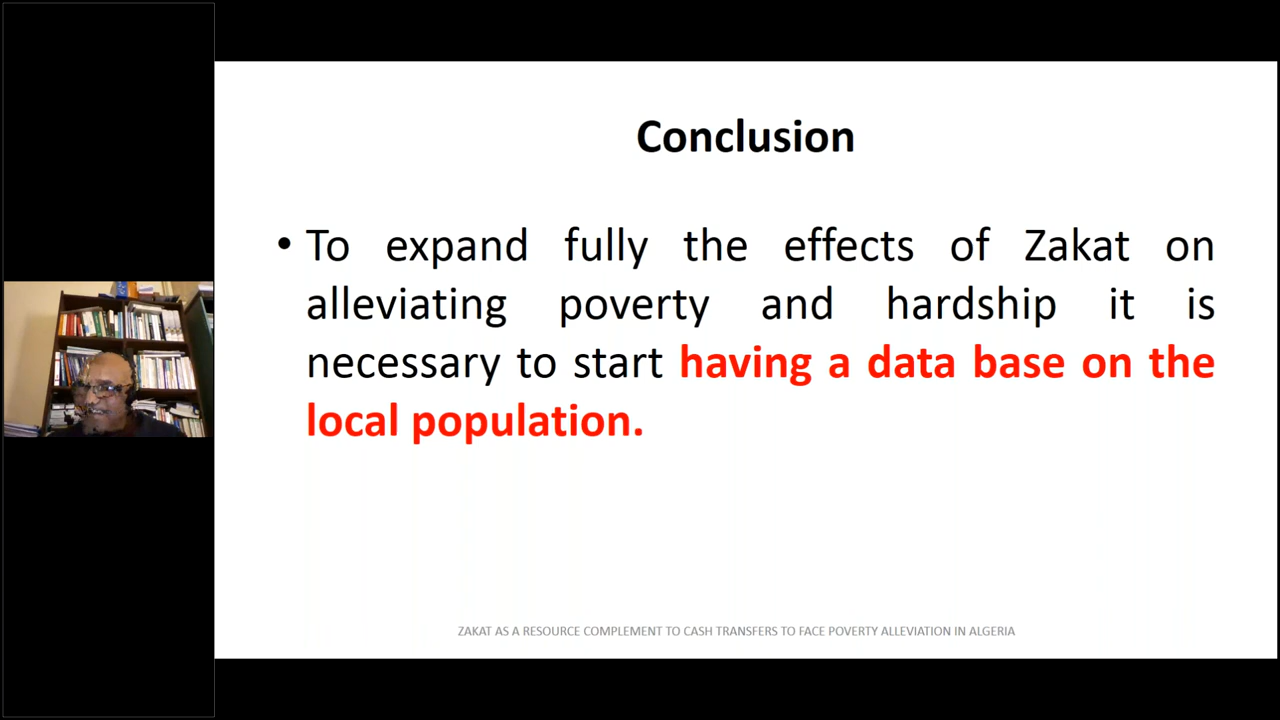 Conclusion
• To expand fully the effects of Zakat on
alleviating poverty and hardship it is
necessary to start having a data base on the
local population.
ZAKAT AS A RESOURCE COMPLEMENT TO CASH TRANSFERS TO FACE POVERTY ALLEVIATION IN ALGERIA